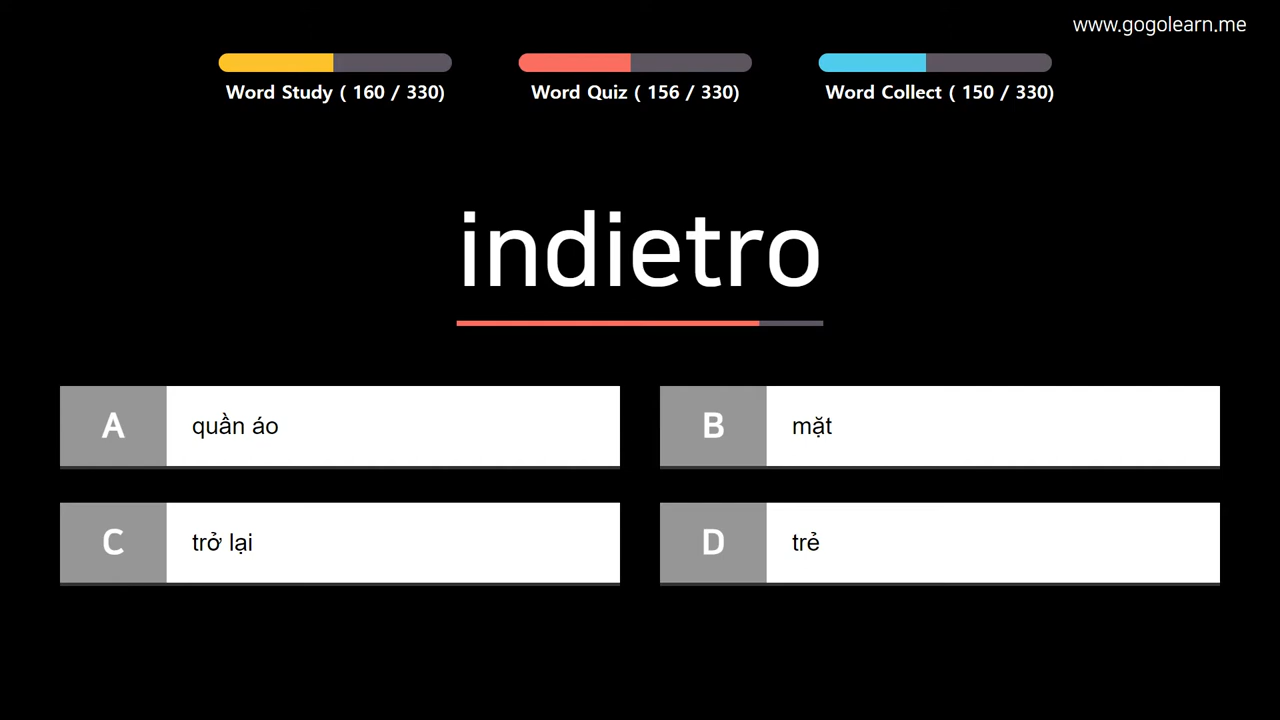 www.gogolearn.me
Word Study ( 160 / 330)
Word Quiz ( 156 / 330)
Word Collect ( 150 / 330)
indietro
A quần áo
B mặt
C trở lại
D trẻ